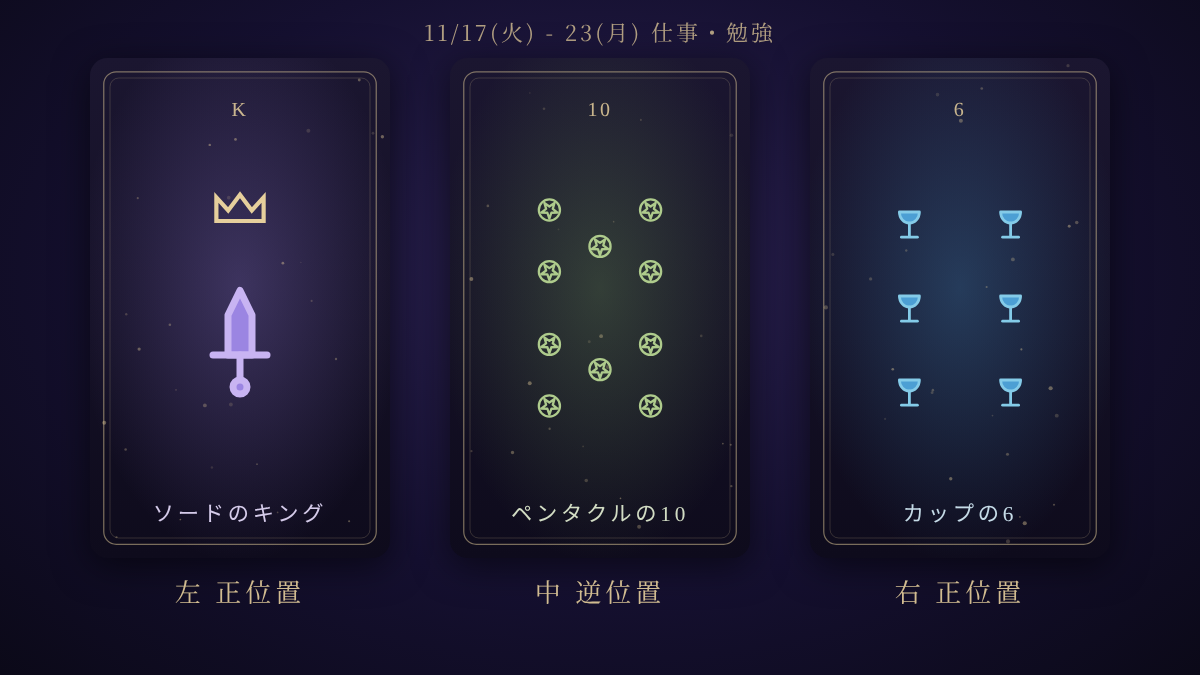 11/17(火) - 23(月) 仕事・勉強
K
10
6
ソードのキング
ペンタクルの10
カップの6
左 正位置
中 逆位置
右 正位置